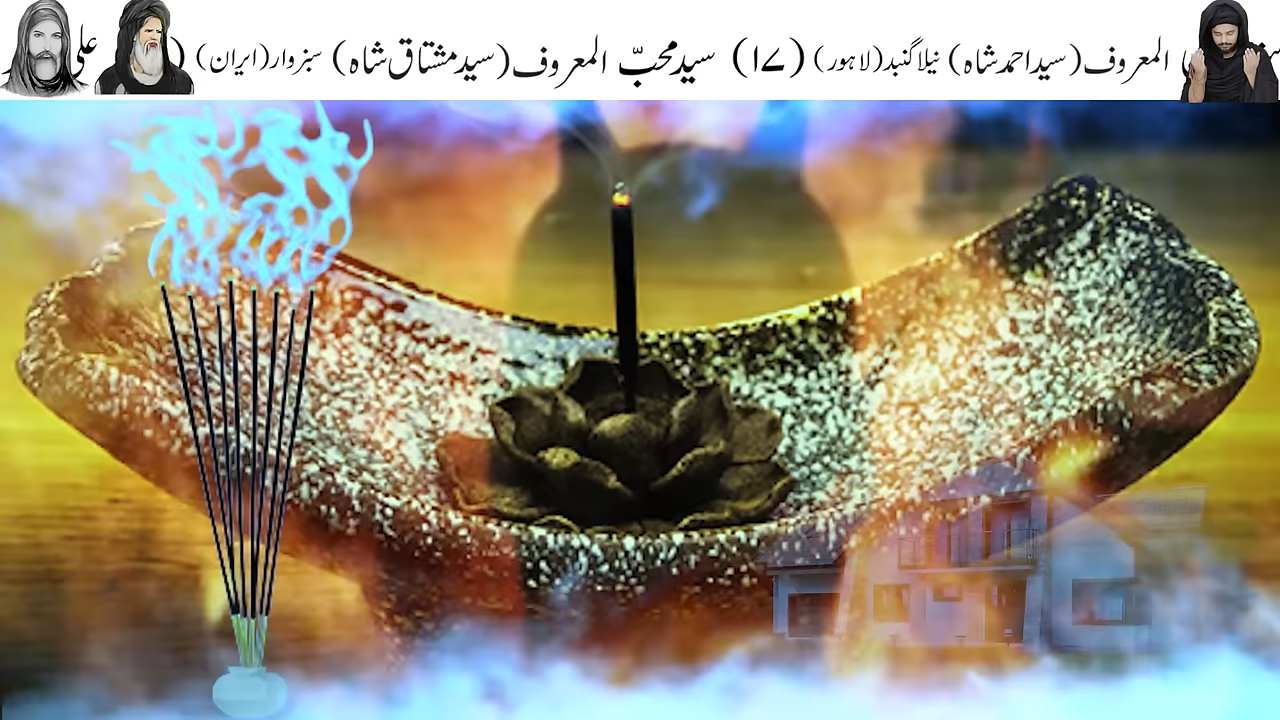 المعروف (سید احمد شاہ) نیلا گنبد (لاہور) (۱۷) سید محبّ المعروف (سید مشتاق شاہ) سبزوار (ایران) ( علی